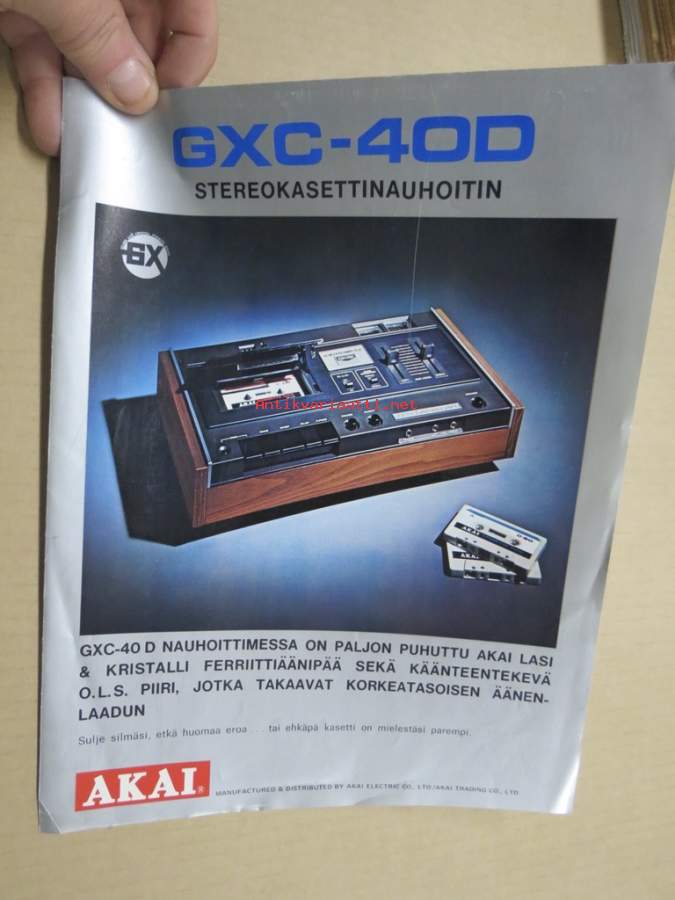 GXC-40D
STEREOKASETTINAUHOITIN
GX
Antikvariaatti.net
AKAI
GXC-40 D NAUHOITTIMESSA ON PALJON PUHUTTU AKAI LASI
& KRISTALLI FERRIITTIÄÄNIPÄÄ SEKÄ KÄÄNTEENTEKEVÄ
O.L.S. PIIRI, JOTKA TAKAAVAT KORKEATASOISEN ÄÄNEN-
LAADUN
Sulje silmäsi, etkä huomaa eroa . . . tai ehkäpä kasetti on mielestäsi parempi.
AKAI®
MANUFACTURED & DISTRIBUTED BY AKAI ELECTRIC CO., LTD./AKAI TRADING CO., LTD